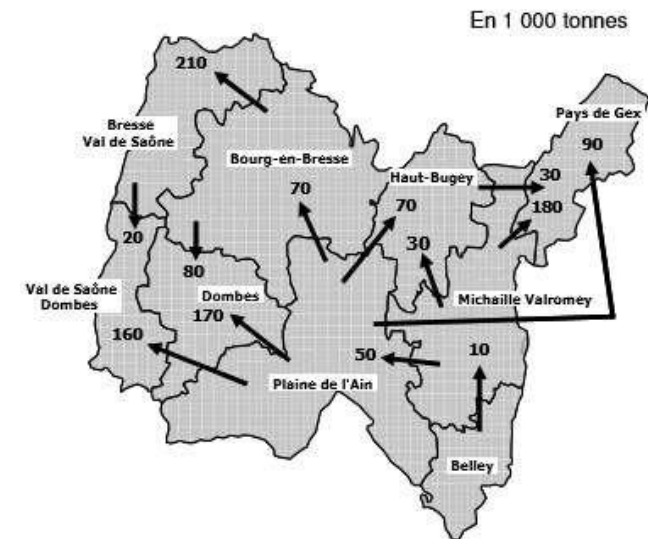 En 1 000 tonnes
210
Bresse
Val de Saône
Pays de Gex
90
Bourg-en-Bresse
Haut-Bugey
30
70
70
180
20
30
80
Val de Saône
Dombes
Dombes
Michaille Valromey
170
160
50
10
Plaine de l'Ain
Belley